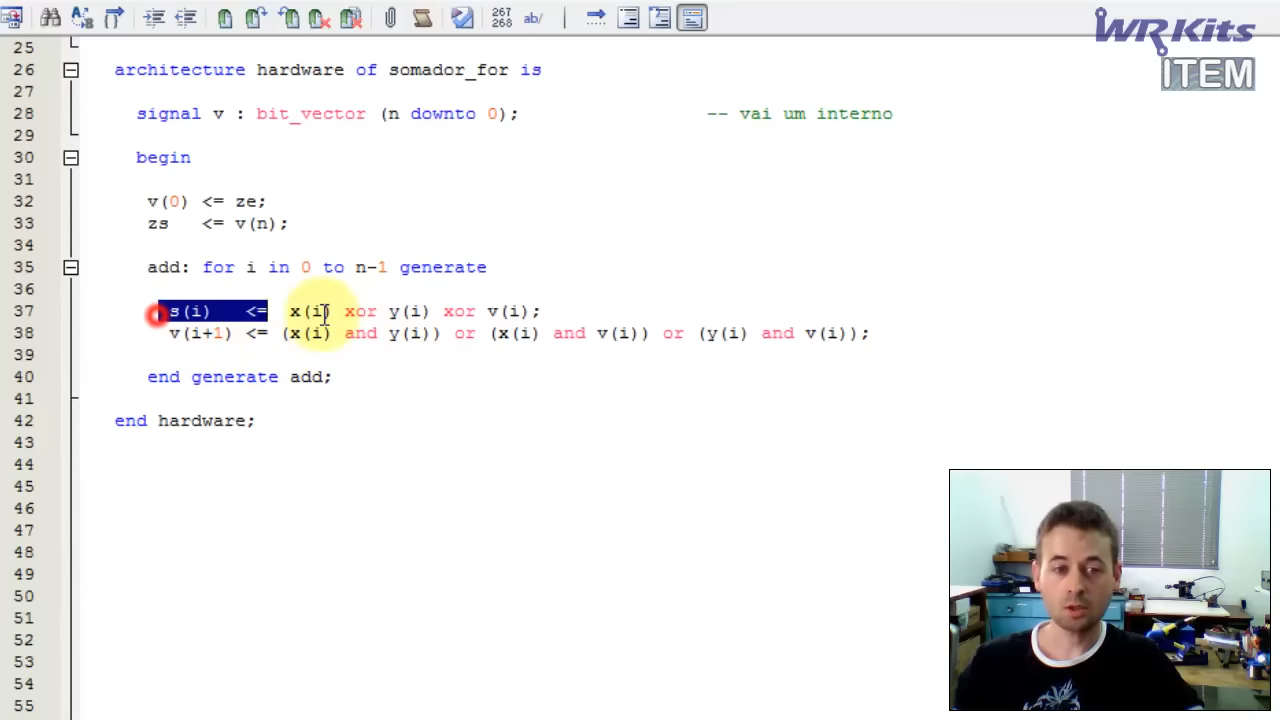 267
268
ab/
WR Kits
ITEM
25
26 architecture hardware of somador_for is
27
28 signal v : bit_vector (n downto 0); -- vai um interno
29
30 begin
31
32 v(0) <= ze;
33 zs <= v(n);
34
35 add: for i in 0 to n-1 generate
36
37 s(i) <= x(i) xor y(i) xor v(i);
38 v(i+1) <= (x(i) and y(i)) or (x(i) and v(i)) or (y(i) and v(i));
39
40 end generate add;
41
42 end hardware;
43
44
45
46
47
48
49
50
51
52
53
54
55